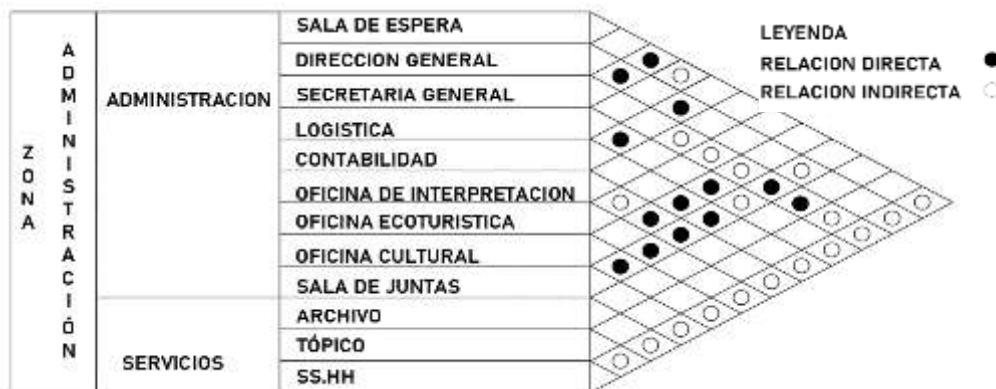 ZONA
ADMINISTRACIÓN
ADMINISTRACION
SALA DE ESPERA
DIRECCION GENERAL
SECRETARIA GENERAL
LOGISTICA
CONTABILIDAD
OFICINA DE INTERPRETACION
OFICINA ECOTURISTICA
OFICINA CULTURAL
SALA DE JUNTAS
SERVICIOS
ARCHIVO
TÓPICO
SS.HH
LEYENDA
RELACION DIRECTA
RELACION INDIRECTA